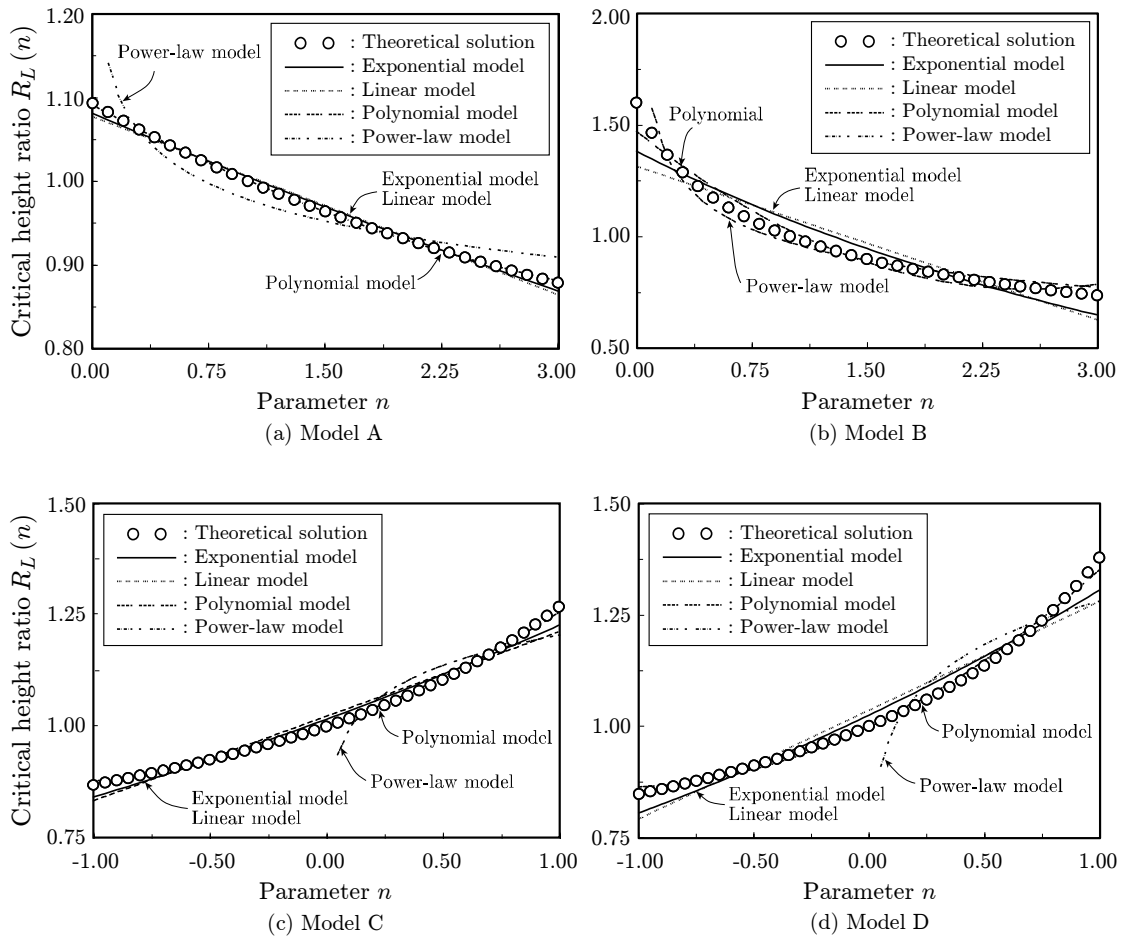 Critical height ratio R_L (n)
1.20
1.10
1.00
0.90
0.80
Power-law model
: Theoretical solution
: Exponential model
: Linear model
: Polynomial model
: Power-law model
Exponential model
Linear model
Polynomial model
0.00 0.75 1.50 2.25 3.00
Parameter n
(a) Model A
2.00
1.50
1.00
0.50
: Theoretical solution
: Exponential model
: Linear model
: Polynomial model
: Power-law model
Polynomial
Exponential model
Linear model
Power-law model
0.00 0.75 1.50 2.25 3.00
Parameter n
(b) Model B
Critical height ratio R_L (n)
1.50
1.25
1.00
0.75
: Theoretical solution
: Exponential model
: Linear model
: Polynomial model
: Power-law model
Polynomial model
Power-law model
Exponential model
Linear model
-1.00 -0.50 0.00 0.50 1.00
Parameter n
(c) Model C
1.50
1.25
1.00
0.75
: Theoretical solution
: Exponential model
: Linear model
: Polynomial model
: Power-law model
Polynomial model
Power-law model
Exponential model
Linear model
-1.00 -0.50 0.00 0.50 1.00
Parameter n
(d) Model D